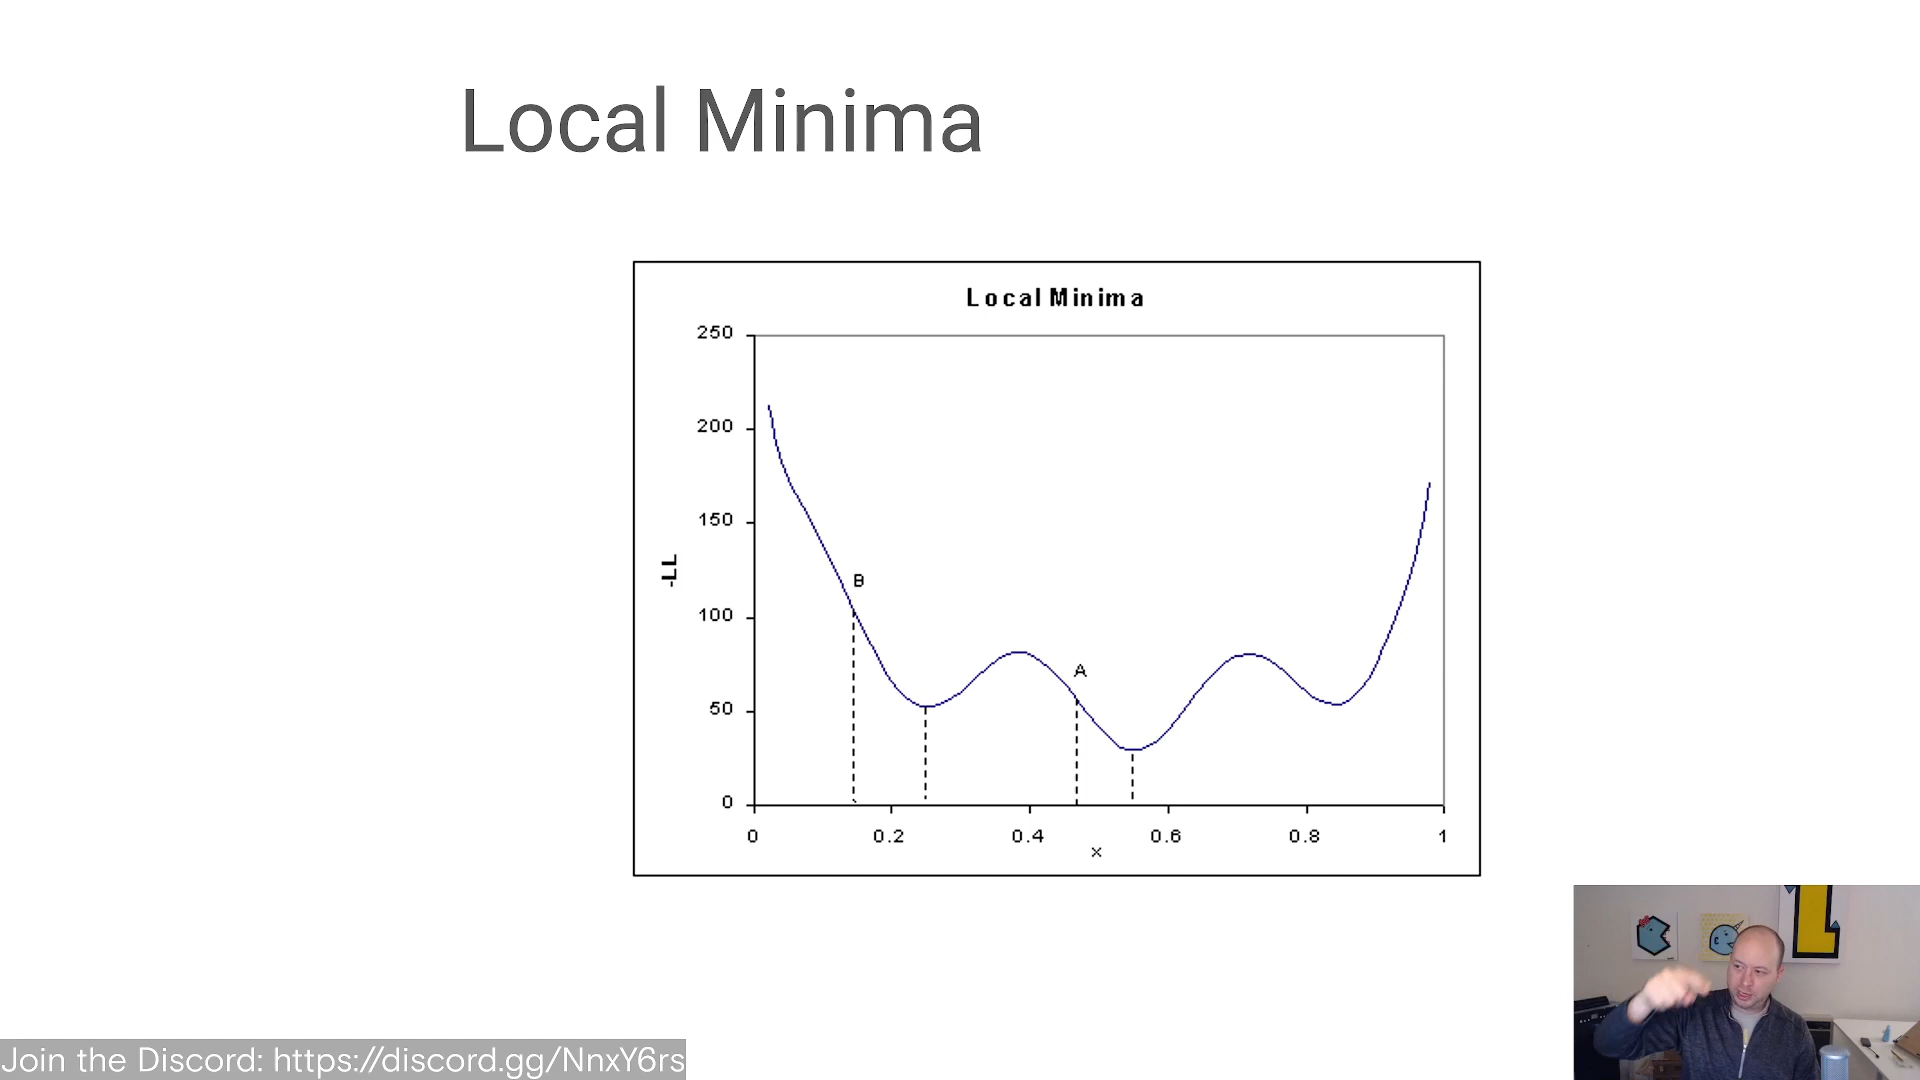 Local Minima
Local Minima
250
200
150
100
50
0
-LL
B
A
0 0.2 0.4 0.6 0.8 1
x
Join the Discord: https://discord.gg/NnxY6rs